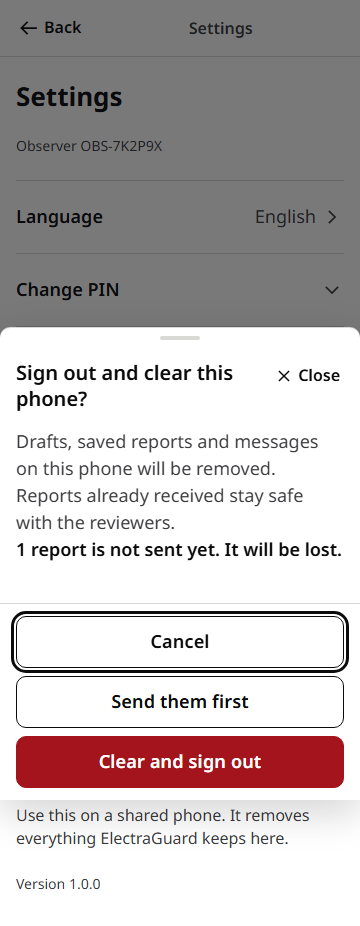 Back
Settings
Settings
Observer OBS-7K2P9X
Language
English
Change PIN
Sign out and clear this
phone?
Close
Drafts, saved reports and messages
on this phone will be removed.
Reports already received stay safe
with the reviewers.
1 report is not sent yet. It will be lost.
Cancel
Send them first
Clear and sign out
Use this on a shared phone. It removes
everything ElectraGuard keeps here.
Version 1.0.0